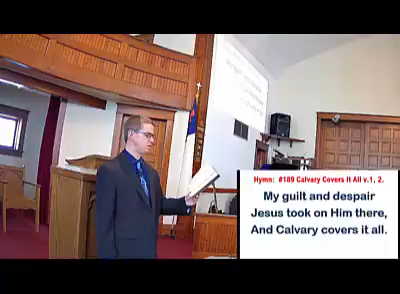 Hymn: #189 Calvary Covers It All v.1, 2.
My guilt and despair
Jesus took on Him there,
And Calvary covers it all.